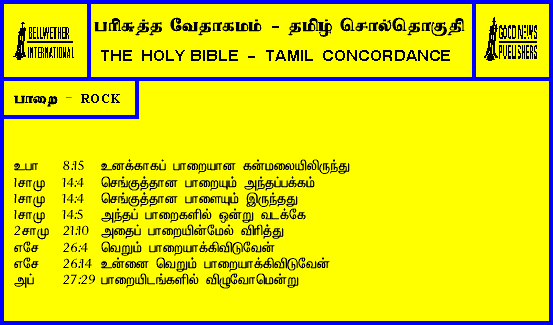 BELLWETHER
INTERNATIONAL
பரிசுத்த வேதாகமம் - தமிழ் சொல்தொகுதி
THE HOLY BIBLE - TAMIL CONCORDANCE
GOOD NEWS
PUBLISHERS
பாறை - ROCK
உபா 8:15 உனக்காகப் பாறையான கன்மலையிலிருந்து
1சாமு 14:4 செங்குத்தான பாறையும் அந்தப்பக்கம்
1சாமு 14:4 செங்குத்தான பாளையும் இருந்தது
1சாமு 14:5 அந்தப் பாறைகளில் ஒன்று வடக்கே
2சாமு 21:10 அதைப் பாறையின்மேல் விரித்து
எசே 26:4 வெறும் பாறையாக்கிவிடுவேன்
எசே 26:14 உன்னை வெறும் பாறையாக்கிவிடுவேன்
அப் 27:29 பாறையிடங்களில் விழுவோமென்று